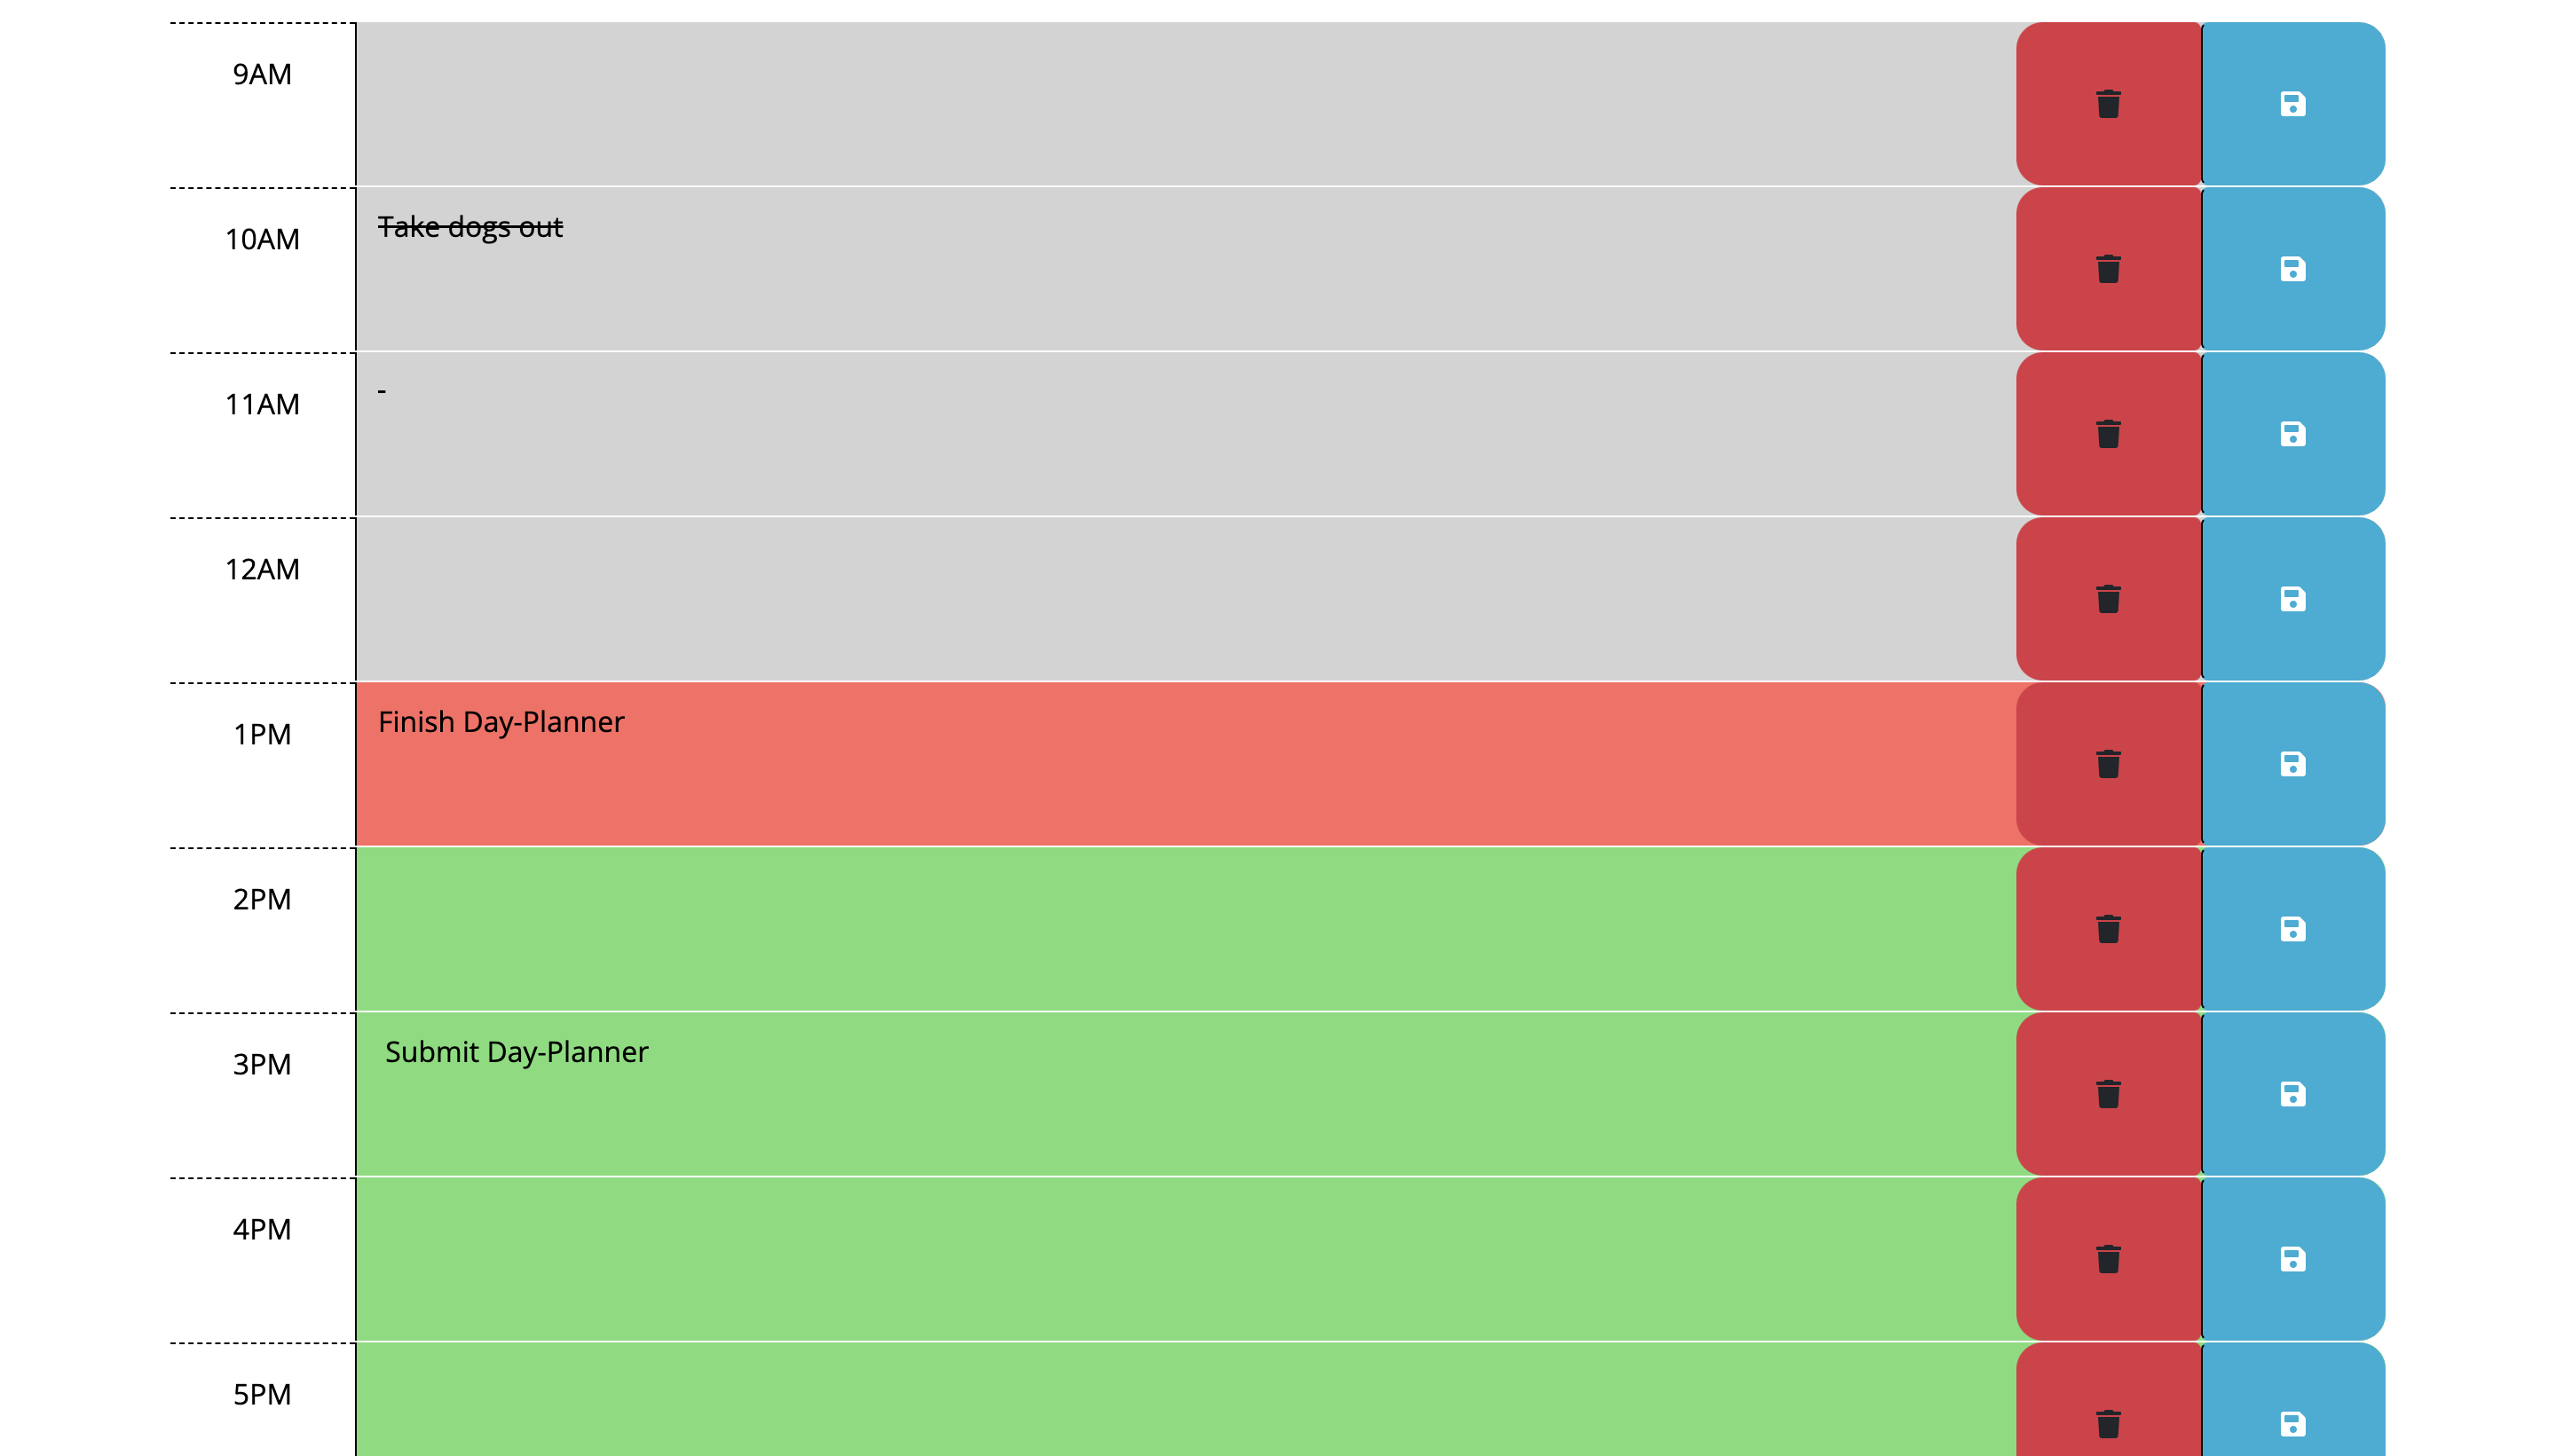 9AM
10AM
Take dogs out
11AM
-
12AM
1PM
Finish Day-Planner
2PM
3PM
Submit Day-Planner
4PM
5PM